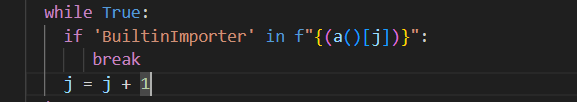 while True:
if 'BuiltinImporter' in f"{(a()[j])}":
break
j = j + 1